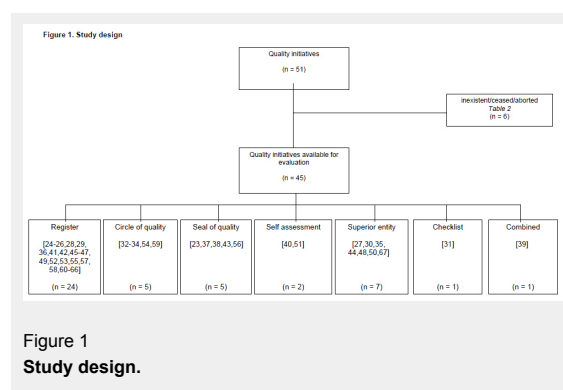 Figure 1. Study design
Quality initiatives
(n = 51)
inexistent/ceased/aborted
Table 2
(n = 6)
Quality initiatives available for
evaluation
(n = 45)
Register
[24-26,28,29,
36,41,42,45-47,
49,52,53,55,57,
58,60-66]
(n = 24)
Circle of quality
[32-34,54,59]
(n = 5)
Seal of quality
[23,37,38,43,56]
(n = 5)
Self assessment
[40,51]
(n = 2)
Superior entity
[27,30,35,
44,48,50,67]
(n = 7)
Checklist
[31]
(n = 1)
Combined
[39]
(n = 1)
Figure 1
Study design.